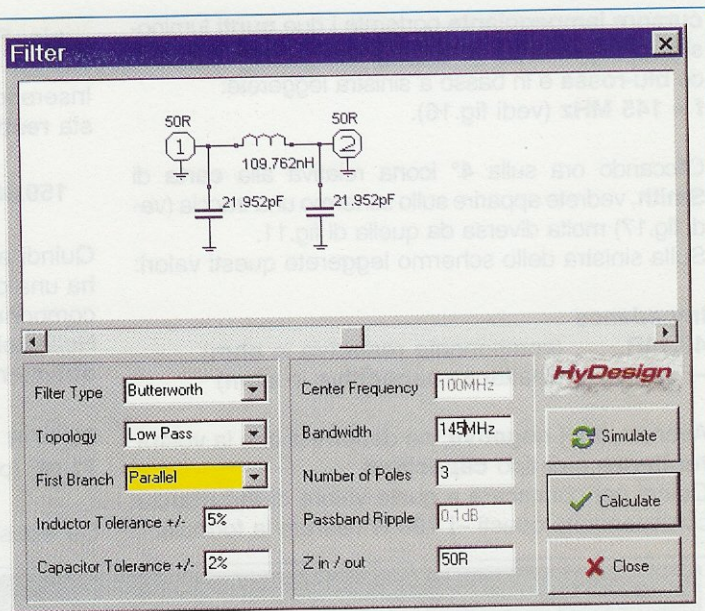 Filter
50R
50R
1
2
109.762nH
21.952pF
21.952pF
Filter Type Butterworth
Topology Low Pass
First Branch Parallel
Inductor Tolerance +/- 5%
Capacitor Tolerance +/- 2%
Center Frequency 100MHz
Bandwidth 145MHz
Number of Poles 3
Passband Ripple 0.1dB
Z in / out 50R
HyDesign
Simulate
Calculate
Close